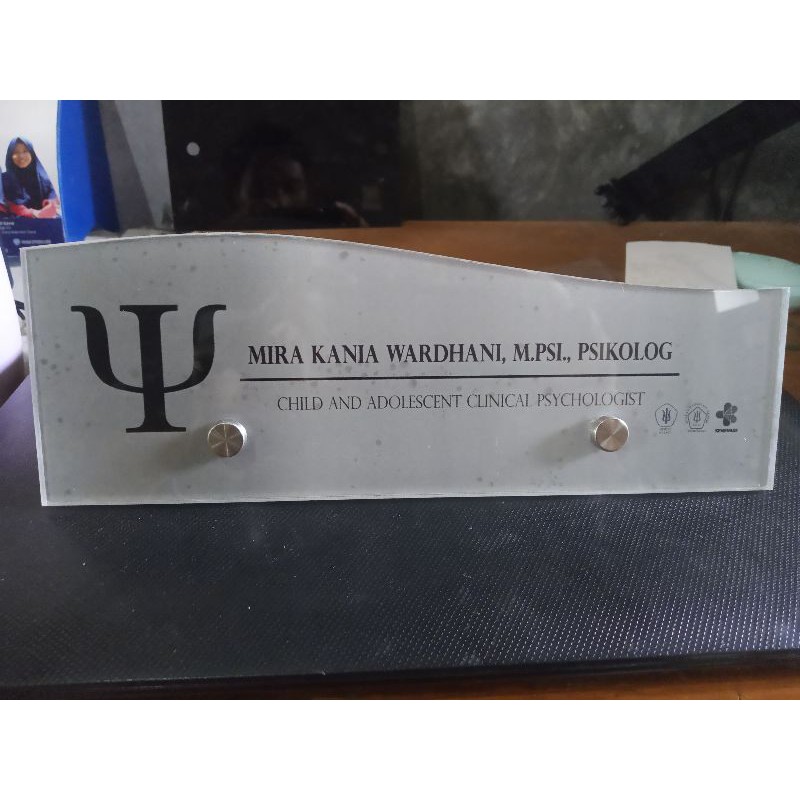 Ψ
MIRA KANIA WARDHANI, M.PSI., PSIKOLOG
CHILD AND ADOLESCENT CLINICAL PSYCHOLOGIST